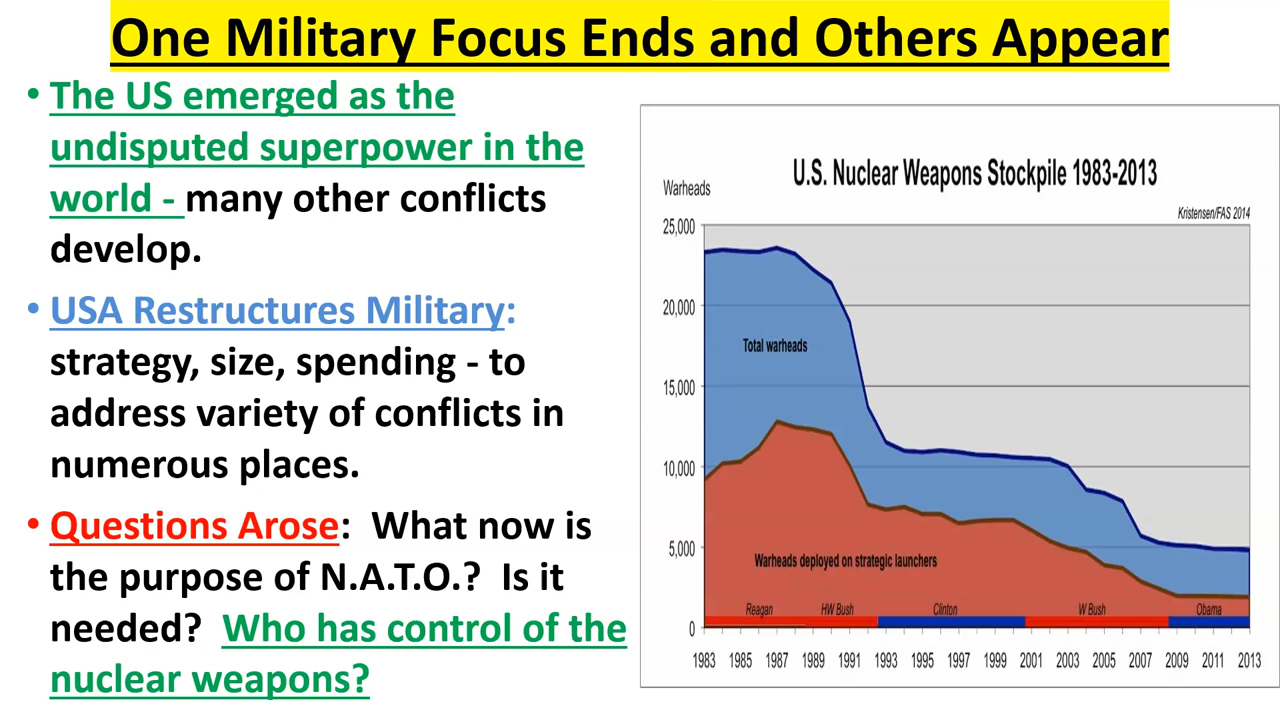 One Military Focus Ends and Others Appear
• The US emerged as the
undisputed superpower in the
world - many other conflicts
develop.
• USA Restructures Military:
strategy, size, spending - to
address variety of conflicts in
numerous places.
• Questions Arose: What now is
the purpose of N.A.T.O.? Is it
needed? Who has control of the
nuclear weapons?
U.S. Nuclear Weapons Stockpile 1983-2013
Warheads
Kristensen/FAS 2014
25,000
20,000
Total warheads
15,000
10,000
5,000
Warheads deployed on strategic launchers
Reagan HW Bush Clinton W Bush Obama
0
1983 1985 1987 1989 1991 1993 1995 1997 1999 2001 2003 2005 2007 2009 2011 2013